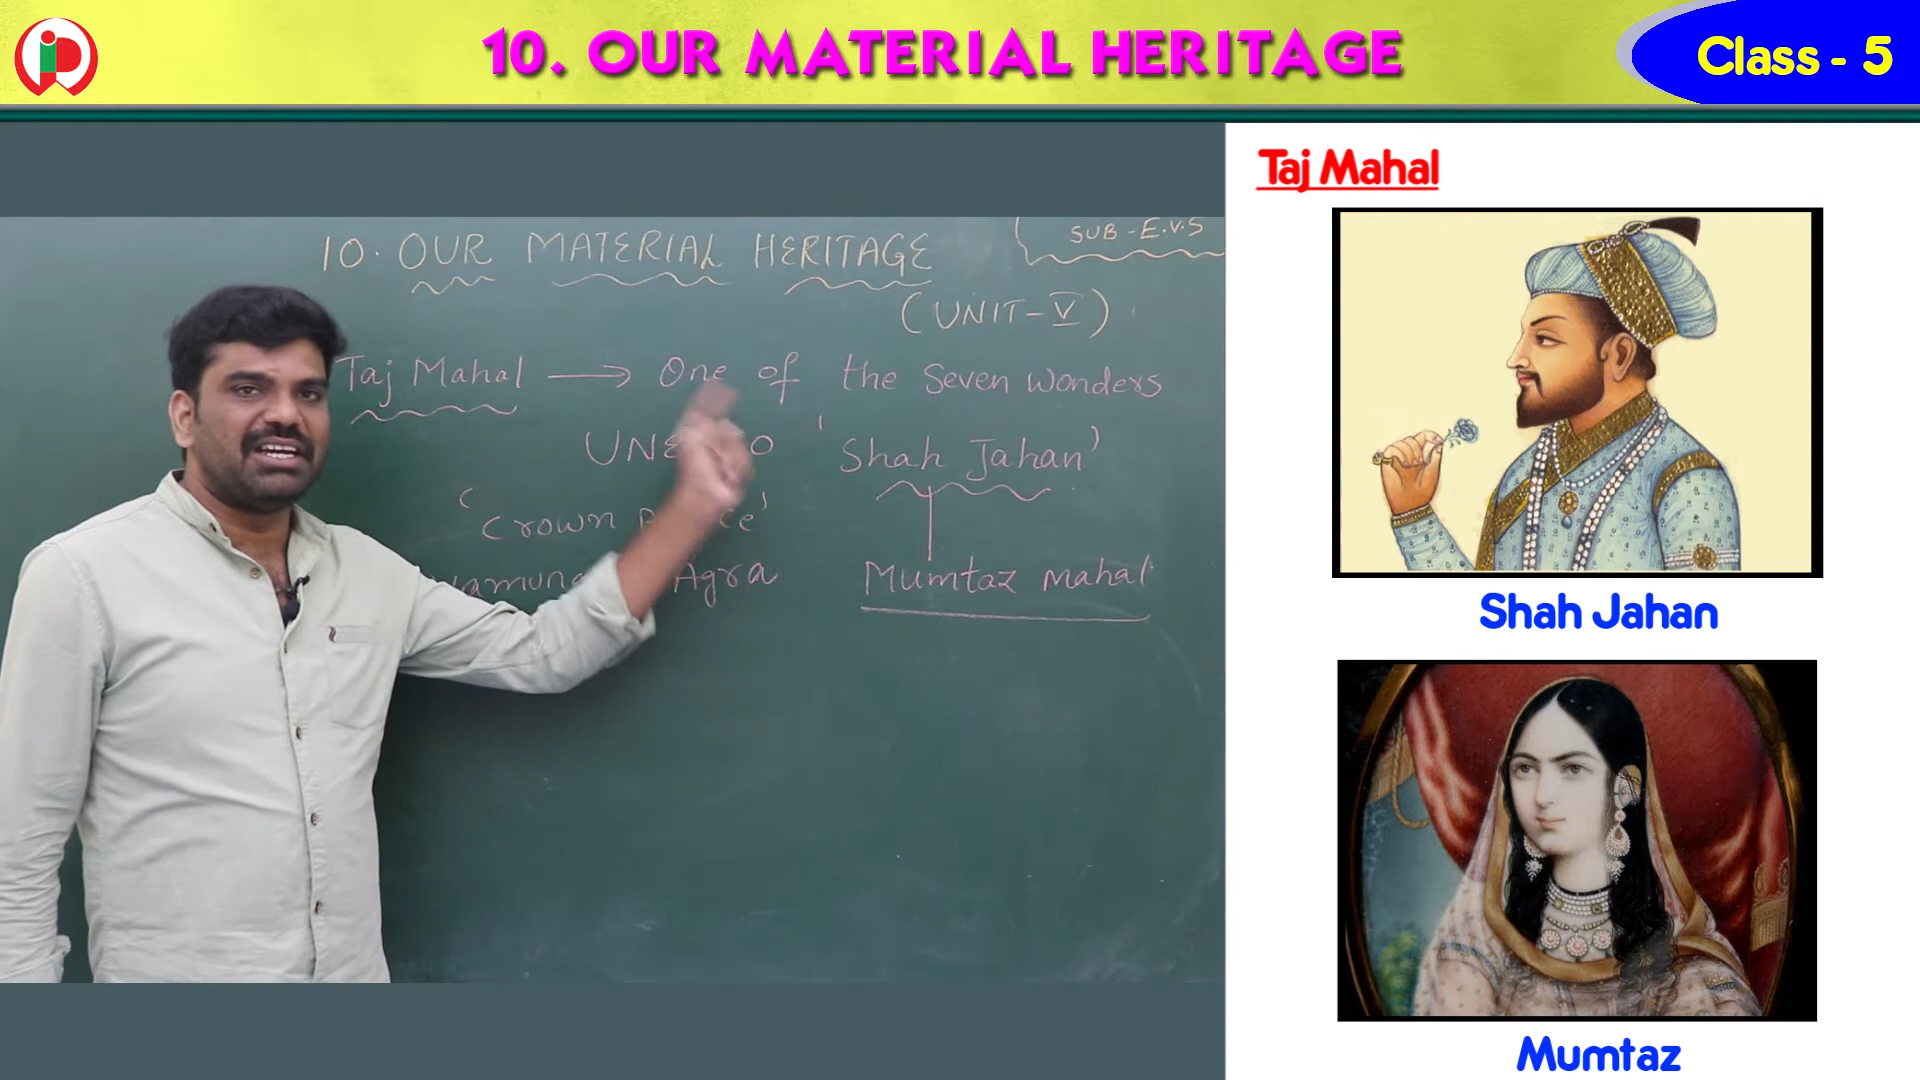 10. OUR MATERIAL HERITAGE
Class - 5
10. OUR MATERIAL HERITAGE
SUB - E.V.S
(UNIT - V)
Taj Mahal → One of the Seven Wonders
'Shah Jahan'
'Crown
Agra
Mumtaz Mahal
Taj Mahal
Shah Jahan
Mumtaz